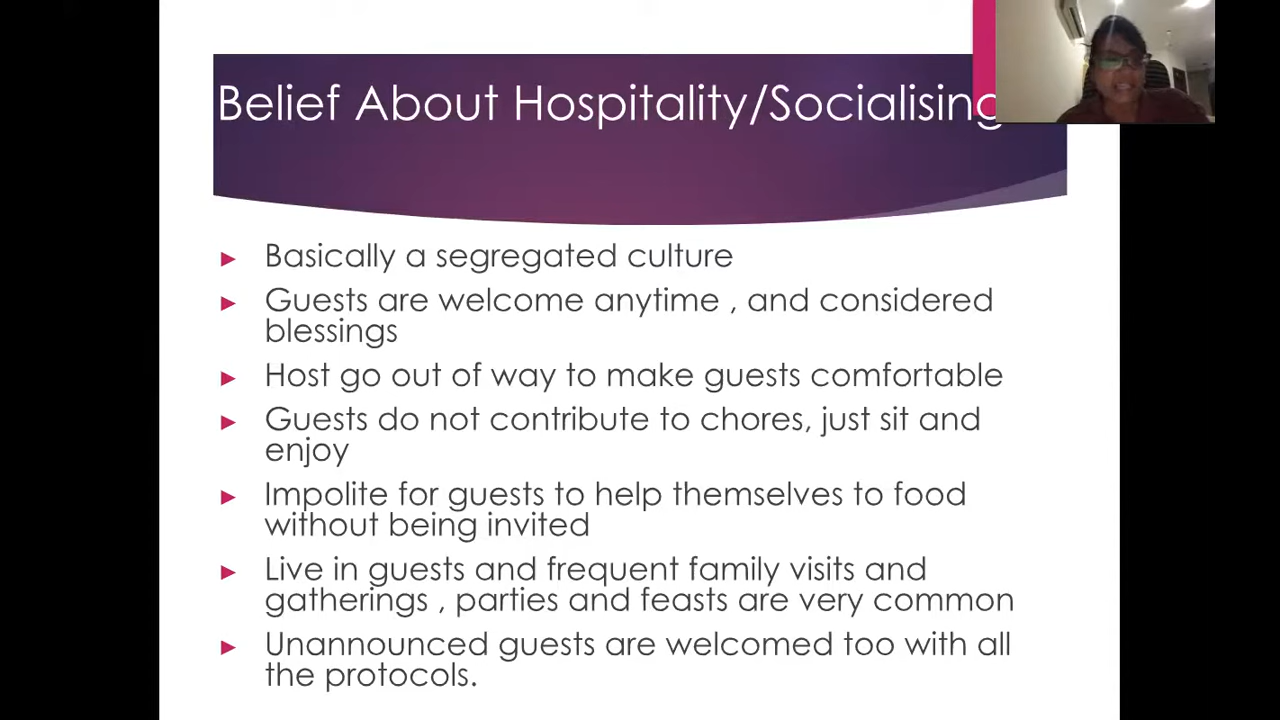 Belief About Hospitality/Socialising
Basically a segregated culture
Guests are welcome anytime , and considered
blessings
Host go out of way to make guests comfortable
Guests do not contribute to chores, just sit and
enjoy
Impolite for guests to help themselves to food
without being invited
Live in guests and frequent family visits and
gatherings , parties and feasts are very common
Unannounced guests are welcomed too with all
the protocols.